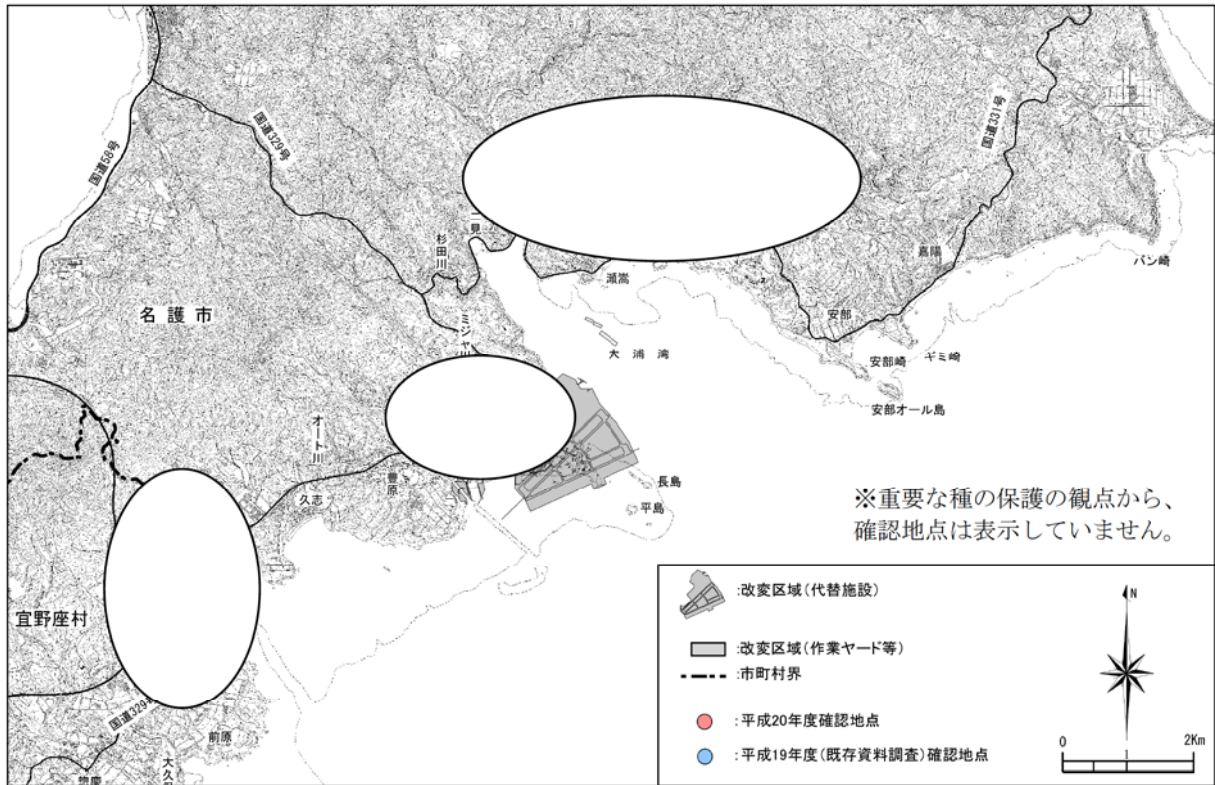 国道58号
国道329号
国道331号
二見
杉田川
嘉陽
バン崎
瀬嵩
名護市
ミジャ川
安部
大浦湾
安部崎
ギミ崎
安部オール島
オート川
豊原
久志
長島
平島
※重要な種の保護の観点から、
確認地点は表示していません。
宜野座村
国道329号
前原
惣慶
:改変区域(代替施設)
:改変区域(作業ヤード等)
:市町村界
:平成20年度確認地点
:平成19年度(既存資料調査)確認地点
N
0
1
2Km